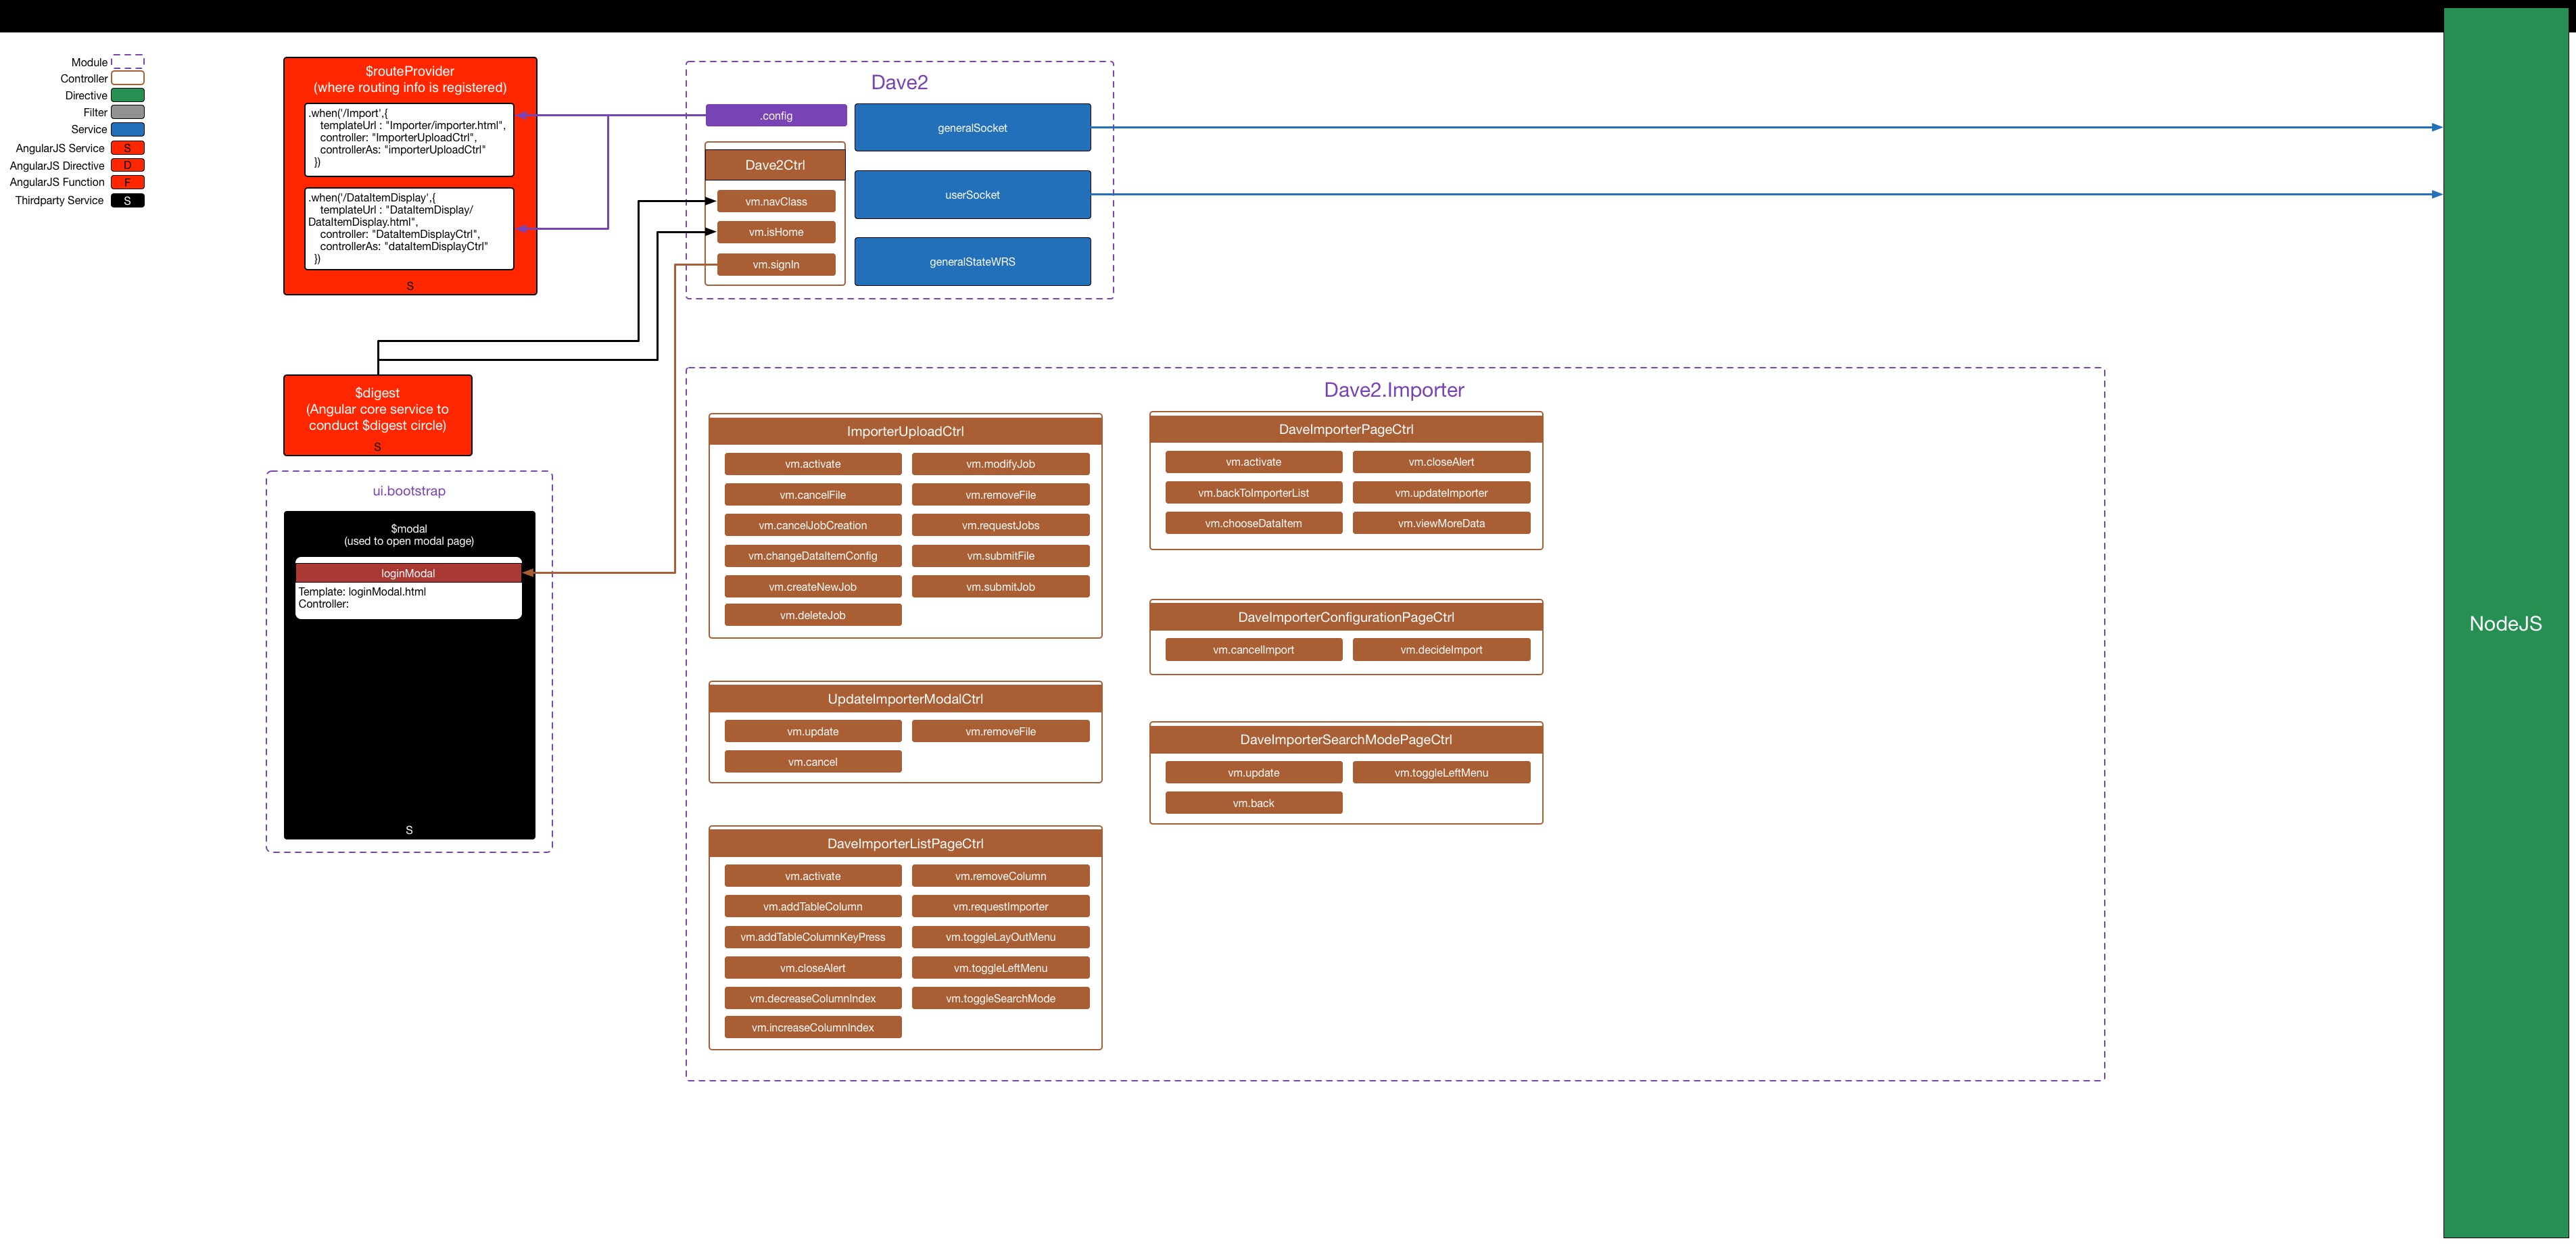 Module
Controller
Directive
Filter
Service
AngularJS Service S
AngularJS Directive D
AngularJS Function F
Thirdparty Service S
$routeProvider
(where routing info is registered)
.when('/Import',{
templateUrl : "Importer/importer.html",
controller: "ImporterUploadCtrl",
controllerAs: "importerUploadCtrl"
})
.when('/DataItemDisplay',{
templateUrl : "DataItemDisplay/
DataItemDisplay.html",
controller: "DataItemDisplayCtrl",
controllerAs: "dataItemDisplayCtrl"
})
S
Dave2
.config
Dave2Ctrl
vm.navClass
vm.isHome
vm.signIn
generalSocket
userSocket
generalStateWRS
$digest
(Angular core service to
conduct $digest circle)
S
ui.bootstrap
$modal
(used to open modal page)
loginModal
Template: loginModal.html
Controller:
S
Dave2.Importer
ImporterUploadCtrl
vm.activate
vm.modifyJob
vm.cancelFile
vm.removeFile
vm.cancelJobCreation
vm.requestJobs
vm.changeDataItemConfig
vm.submitFile
vm.createNewJob
vm.submitJob
vm.deleteJob
UpdateImporterModalCtrl
vm.update
vm.removeFile
vm.cancel
DaveImporterListPageCtrl
vm.activate
vm.removeColumn
vm.addTableColumn
vm.requestImporter
vm.addTableColumnKeyPress
vm.toggleLayOutMenu
vm.closeAlert
vm.toggleLeftMenu
vm.decreaseColumnIndex
vm.toggleSearchMode
vm.increaseColumnIndex
DaveImporterPageCtrl
vm.activate
vm.closeAlert
vm.backToImporterList
vm.updateImporter
vm.chooseDataItem
vm.viewMoreData
DaveImporterConfigurationPageCtrl
vm.cancelImport
vm.decideImport
DaveImporterSearchModePageCtrl
vm.update
vm.toggleLeftMenu
vm.back
NodeJS